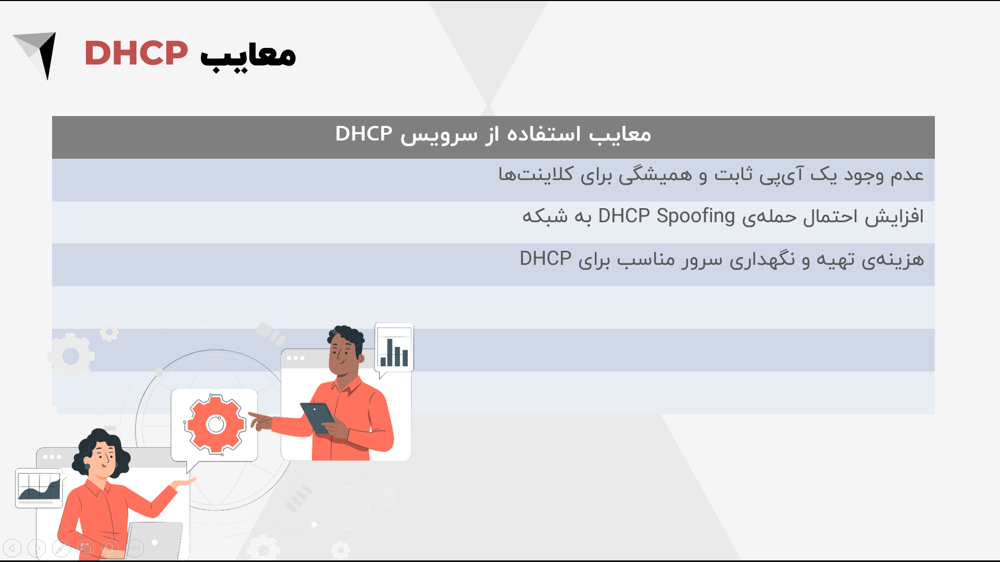 معایب DHCP
معایب استفاده از سرویس DHCP
عدم وجود یک آی‌پی ثابت و همیشگی برای کلاینت‌ها
افزایش احتمال حمله‌ی DHCP Spoofing به شبکه
هزینه‌ی تهیه و نگهداری سرور مناسب برای DHCP